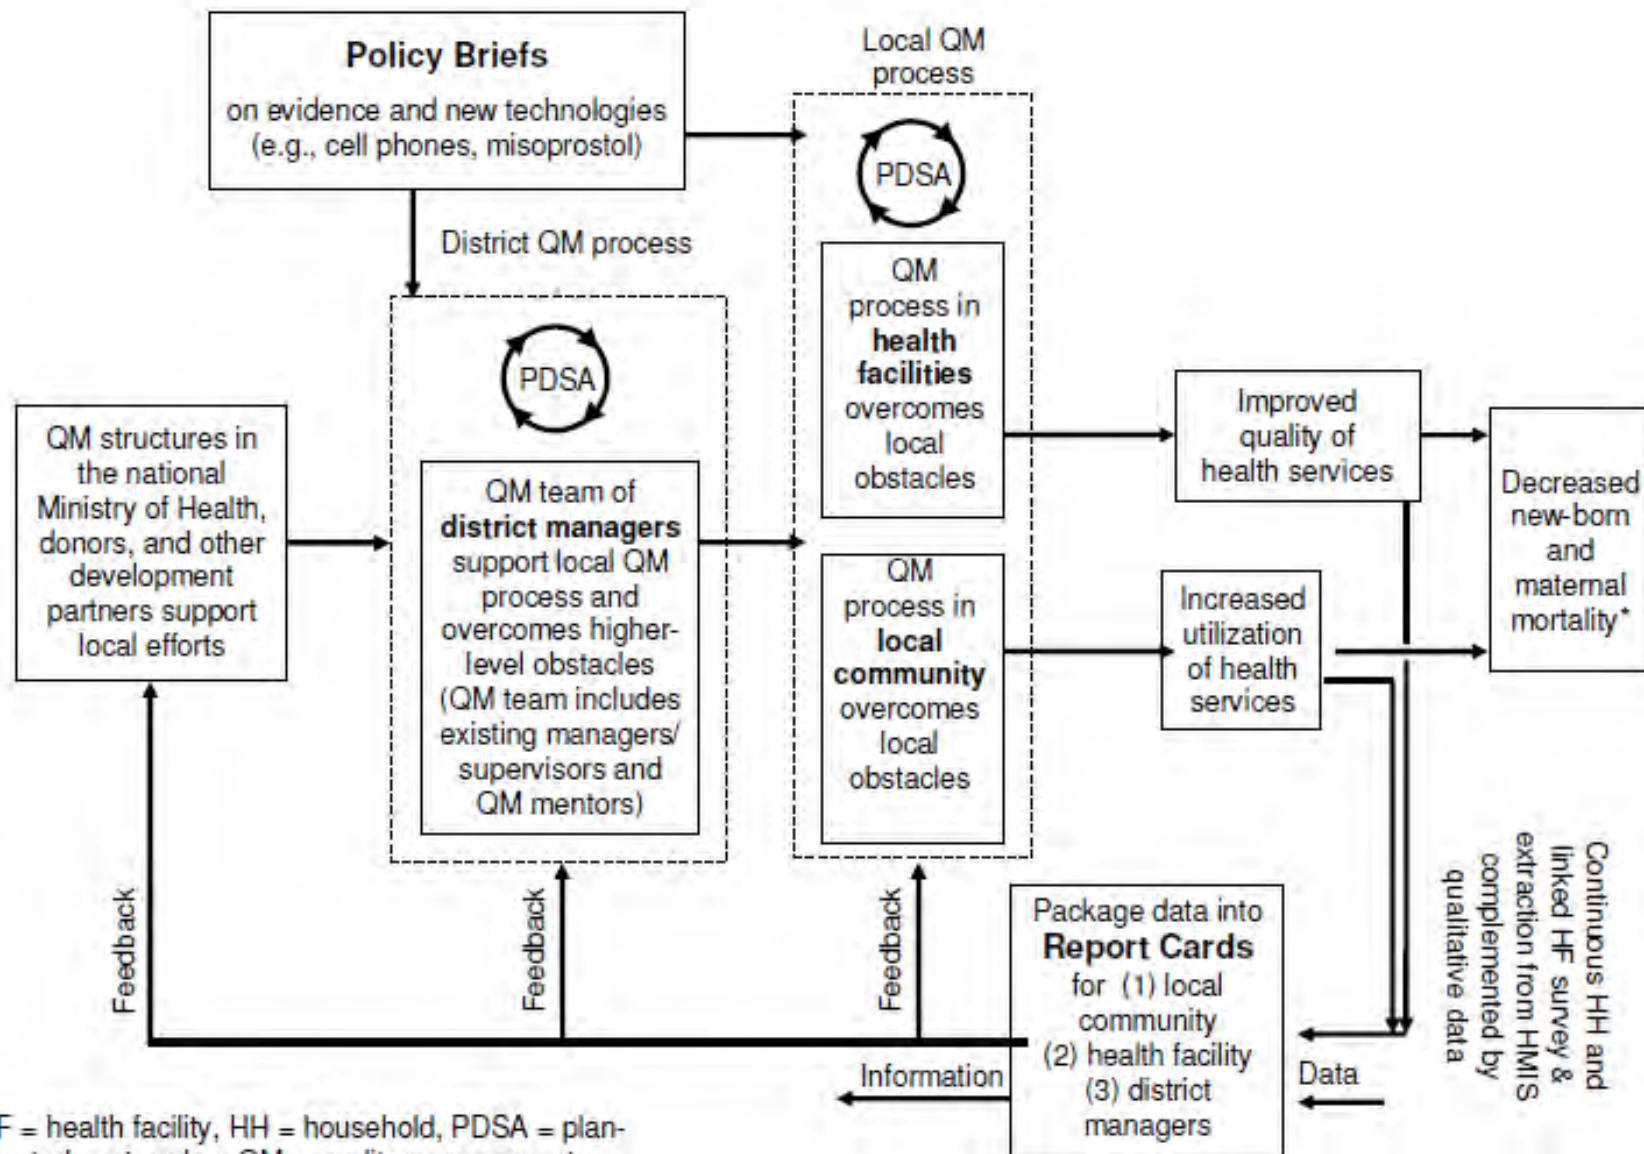 Policy Briefs
on evidence and new technologies
(e.g., cell phones, misoprostol)
Local QM
process
PDSA
District QM process
QM
process in
health
facilities
overcomes
local
obstacles
PDSA
QM structures in
the national
Ministry of Health,
donors, and other
development
partners support
local efforts
QM team of
district managers
support local QM
process and
overcomes higher-
level obstacles
(QM team includes
existing managers/
supervisors and
QM mentors)
QM
process in
local
community
overcomes
local
obstacles
Improved
quality of
health services
Increased
utilization
of health
services
Decreased
new-born
and
maternal
mortality*
Continuous HH and
linked HF survey &
extraction from HMIS
complemented by
qualitative data
Feedback
Feedback
Feedback
Package data into
Report Cards
for (1) local
community
(2) health facility
(3) district
managers
Information
Data
F = health facility, HH = household, PDSA = plan-